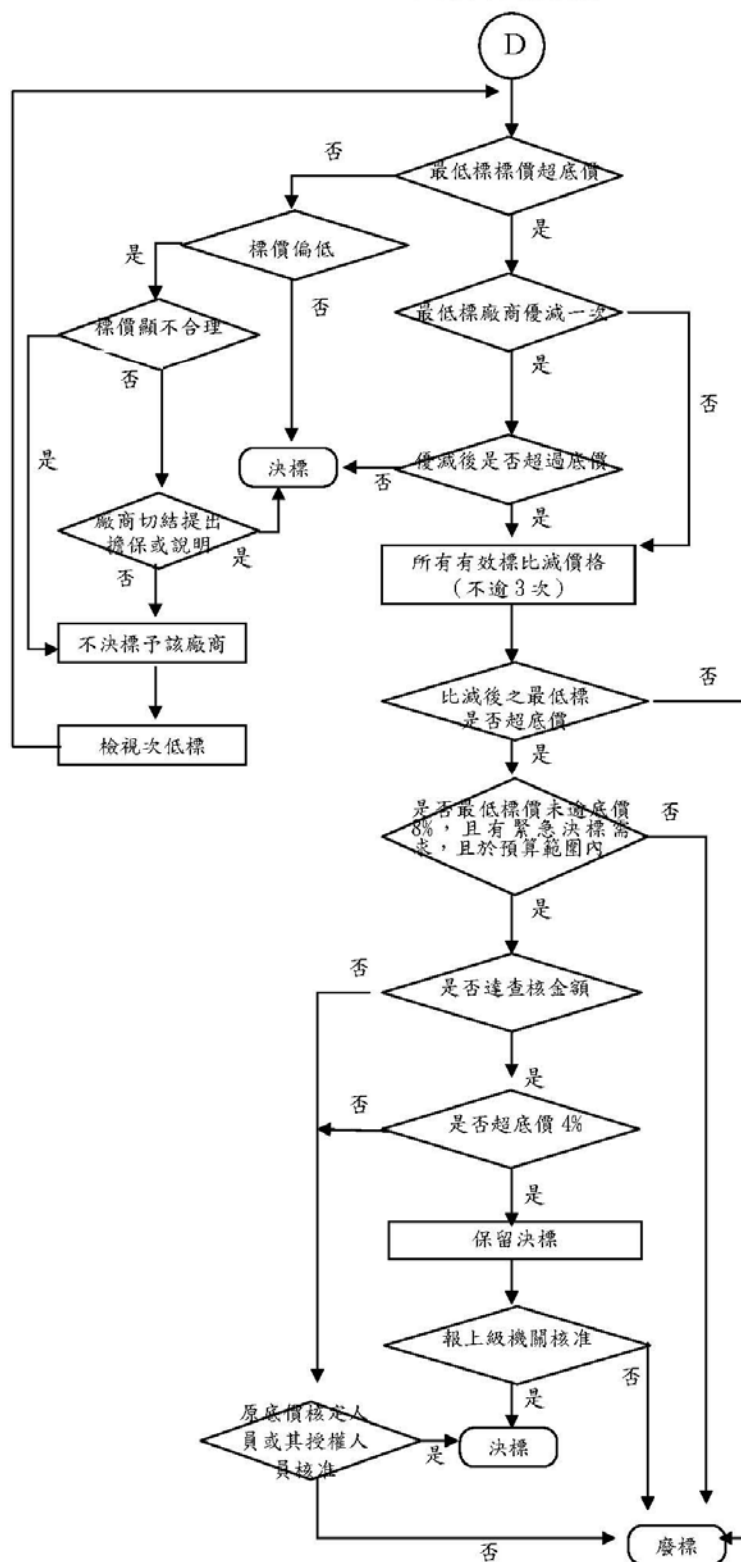 D
最低標標價超底價
否
是
標價偏低
是
否
最低標廠商優減一次
是
否
標價顯不合理
否
是
決標
優減後是否超過底價
否
是
廠商切結提出
擔保或說明
是
否
所有有效標比減價格
（不逾3次）
不決標予該廠商
比減後之最低標
是否超底價
否
是
檢視次低標
是否最低標價未逾底價
8%，且有緊急決標需
求，且於預算範圍內
否
是
是否達查核金額
否
是
是否超底價 4%
否
是
保留決標
報上級機關核准
否
是
原底價核定人
員或其授權人
員核准
是
決標
否
廢標